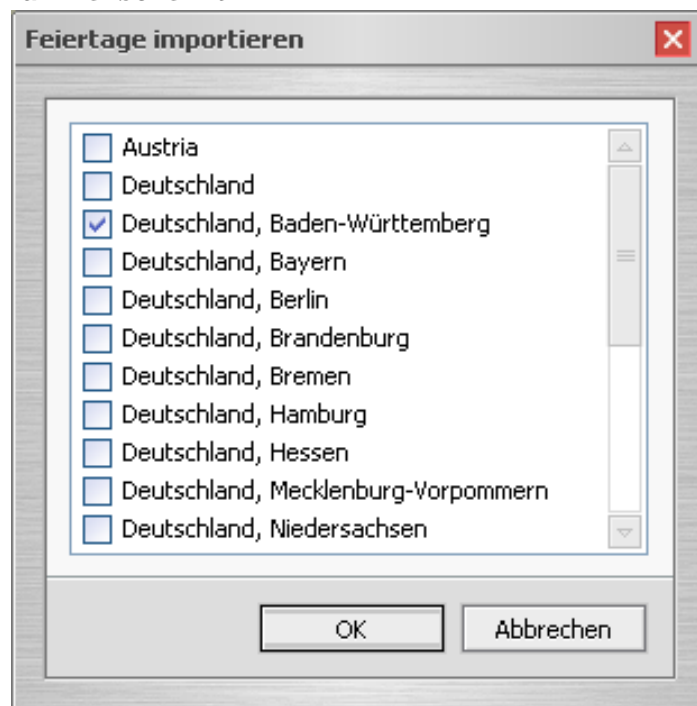 Feiertage importieren
Austria
Deutschland
Deutschland, Baden-Württemberg
Deutschland, Bayern
Deutschland, Berlin
Deutschland, Brandenburg
Deutschland, Bremen
Deutschland, Hamburg
Deutschland, Hessen
Deutschland, Mecklenburg-Vorpommern
Deutschland, Niedersachsen
OK Abbrechen